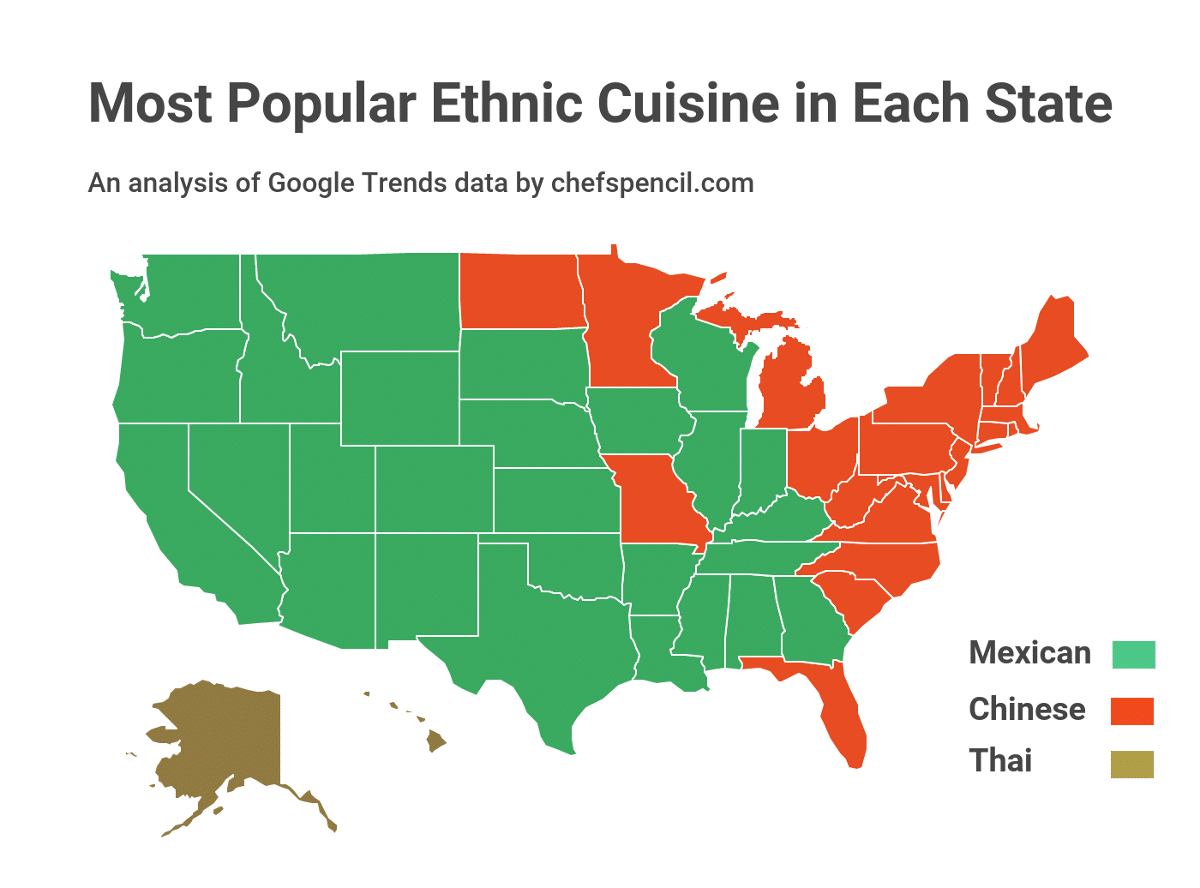 Most Popular Ethnic Cuisine in Each State
An analysis of Google Trends data by chefspencil.com
Mexican
Chinese
Thai